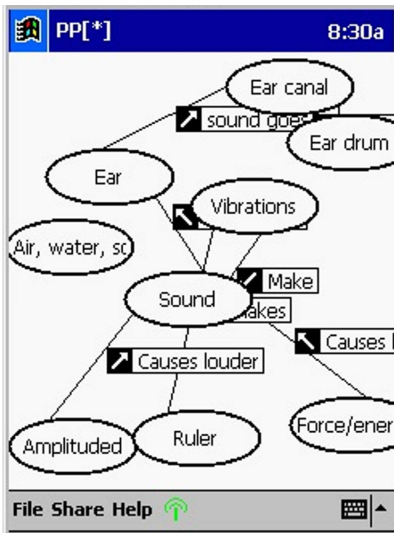 PP[*] 8:30a
Ear canal
sound goes
Ear drum
Ear
Vibrations
Air, water, sc
Make
Sound
akes
Causes l
Causes louder
Force/ener
Amplituded
Ruler
File Share Help